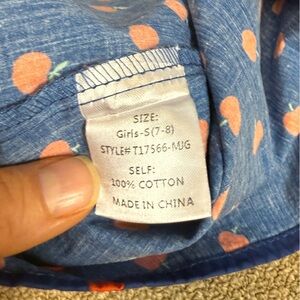 SIZE:
Girls-S(7-8)
STYLE# T17566-MJG
SELF:
100% COTTON
MADE IN CHINA